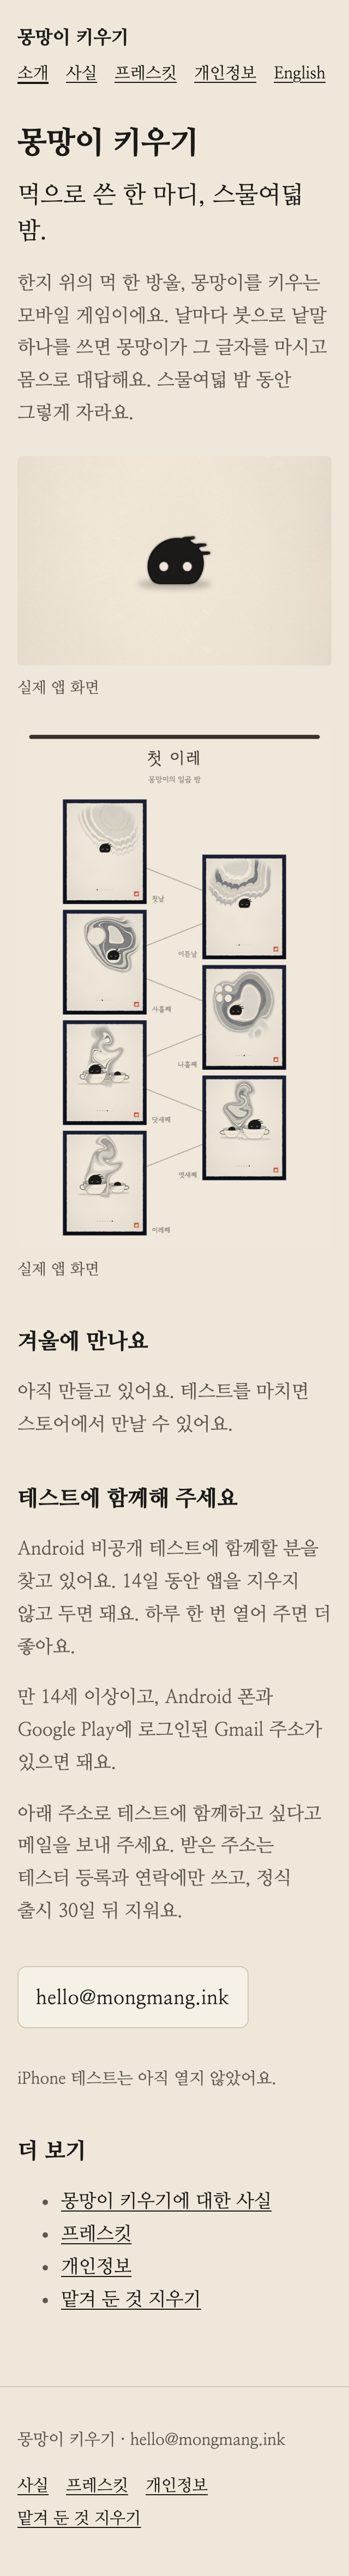 몽망이 키우기
소개 사실 프레스킷 개인정보 English
몽망이 키우기
먹으로 쓴 한 마디, 스물여덟
밤.
한지 위의 먹 한 방울, 몽망이를 키우는
모바일 게임이에요. 날마다 붓으로 낱말
하나를 쓰면 몽망이가 그 글자를 마시고
몸으로 대답해요. 스물여덟 밤 동안
그렇게 자라요.
실제 앱 화면
첫 이레
몽망이의 일곱 밤
첫날
이튿날
사흘째
나흘째
닷새째
엿새째
이레째
실제 앱 화면
겨울에 만나요
아직 만들고 있어요. 테스트를 마치면
스토어에서 만날 수 있어요.
테스트에 함께해 주세요
Android 비공개 테스트에 함께할 분을
찾고 있어요. 14일 동안 앱을 지우지
않고 두면 돼요. 하루 한 번 열어 주면 더
좋아요.
만 14세 이상이고, Android 폰과
Google Play에 로그인된 Gmail 주소가
있으면 돼요.
아래 주소로 테스트에 함께하고 싶다고
메일을 보내 주세요. 받은 주소는
테스터 등록과 연락에만 쓰고, 정식
출시 30일 뒤 지워요.
hello@mongmang.ink
iPhone 테스트는 아직 열지 않았어요.
더 보기
몽망이 키우기에 대한 사실
프레스킷
개인정보
맡겨 둔 것 지우기
몽망이 키우기 · hello@mongmang.ink
사실 프레스킷 개인정보
맡겨 둔 것 지우기